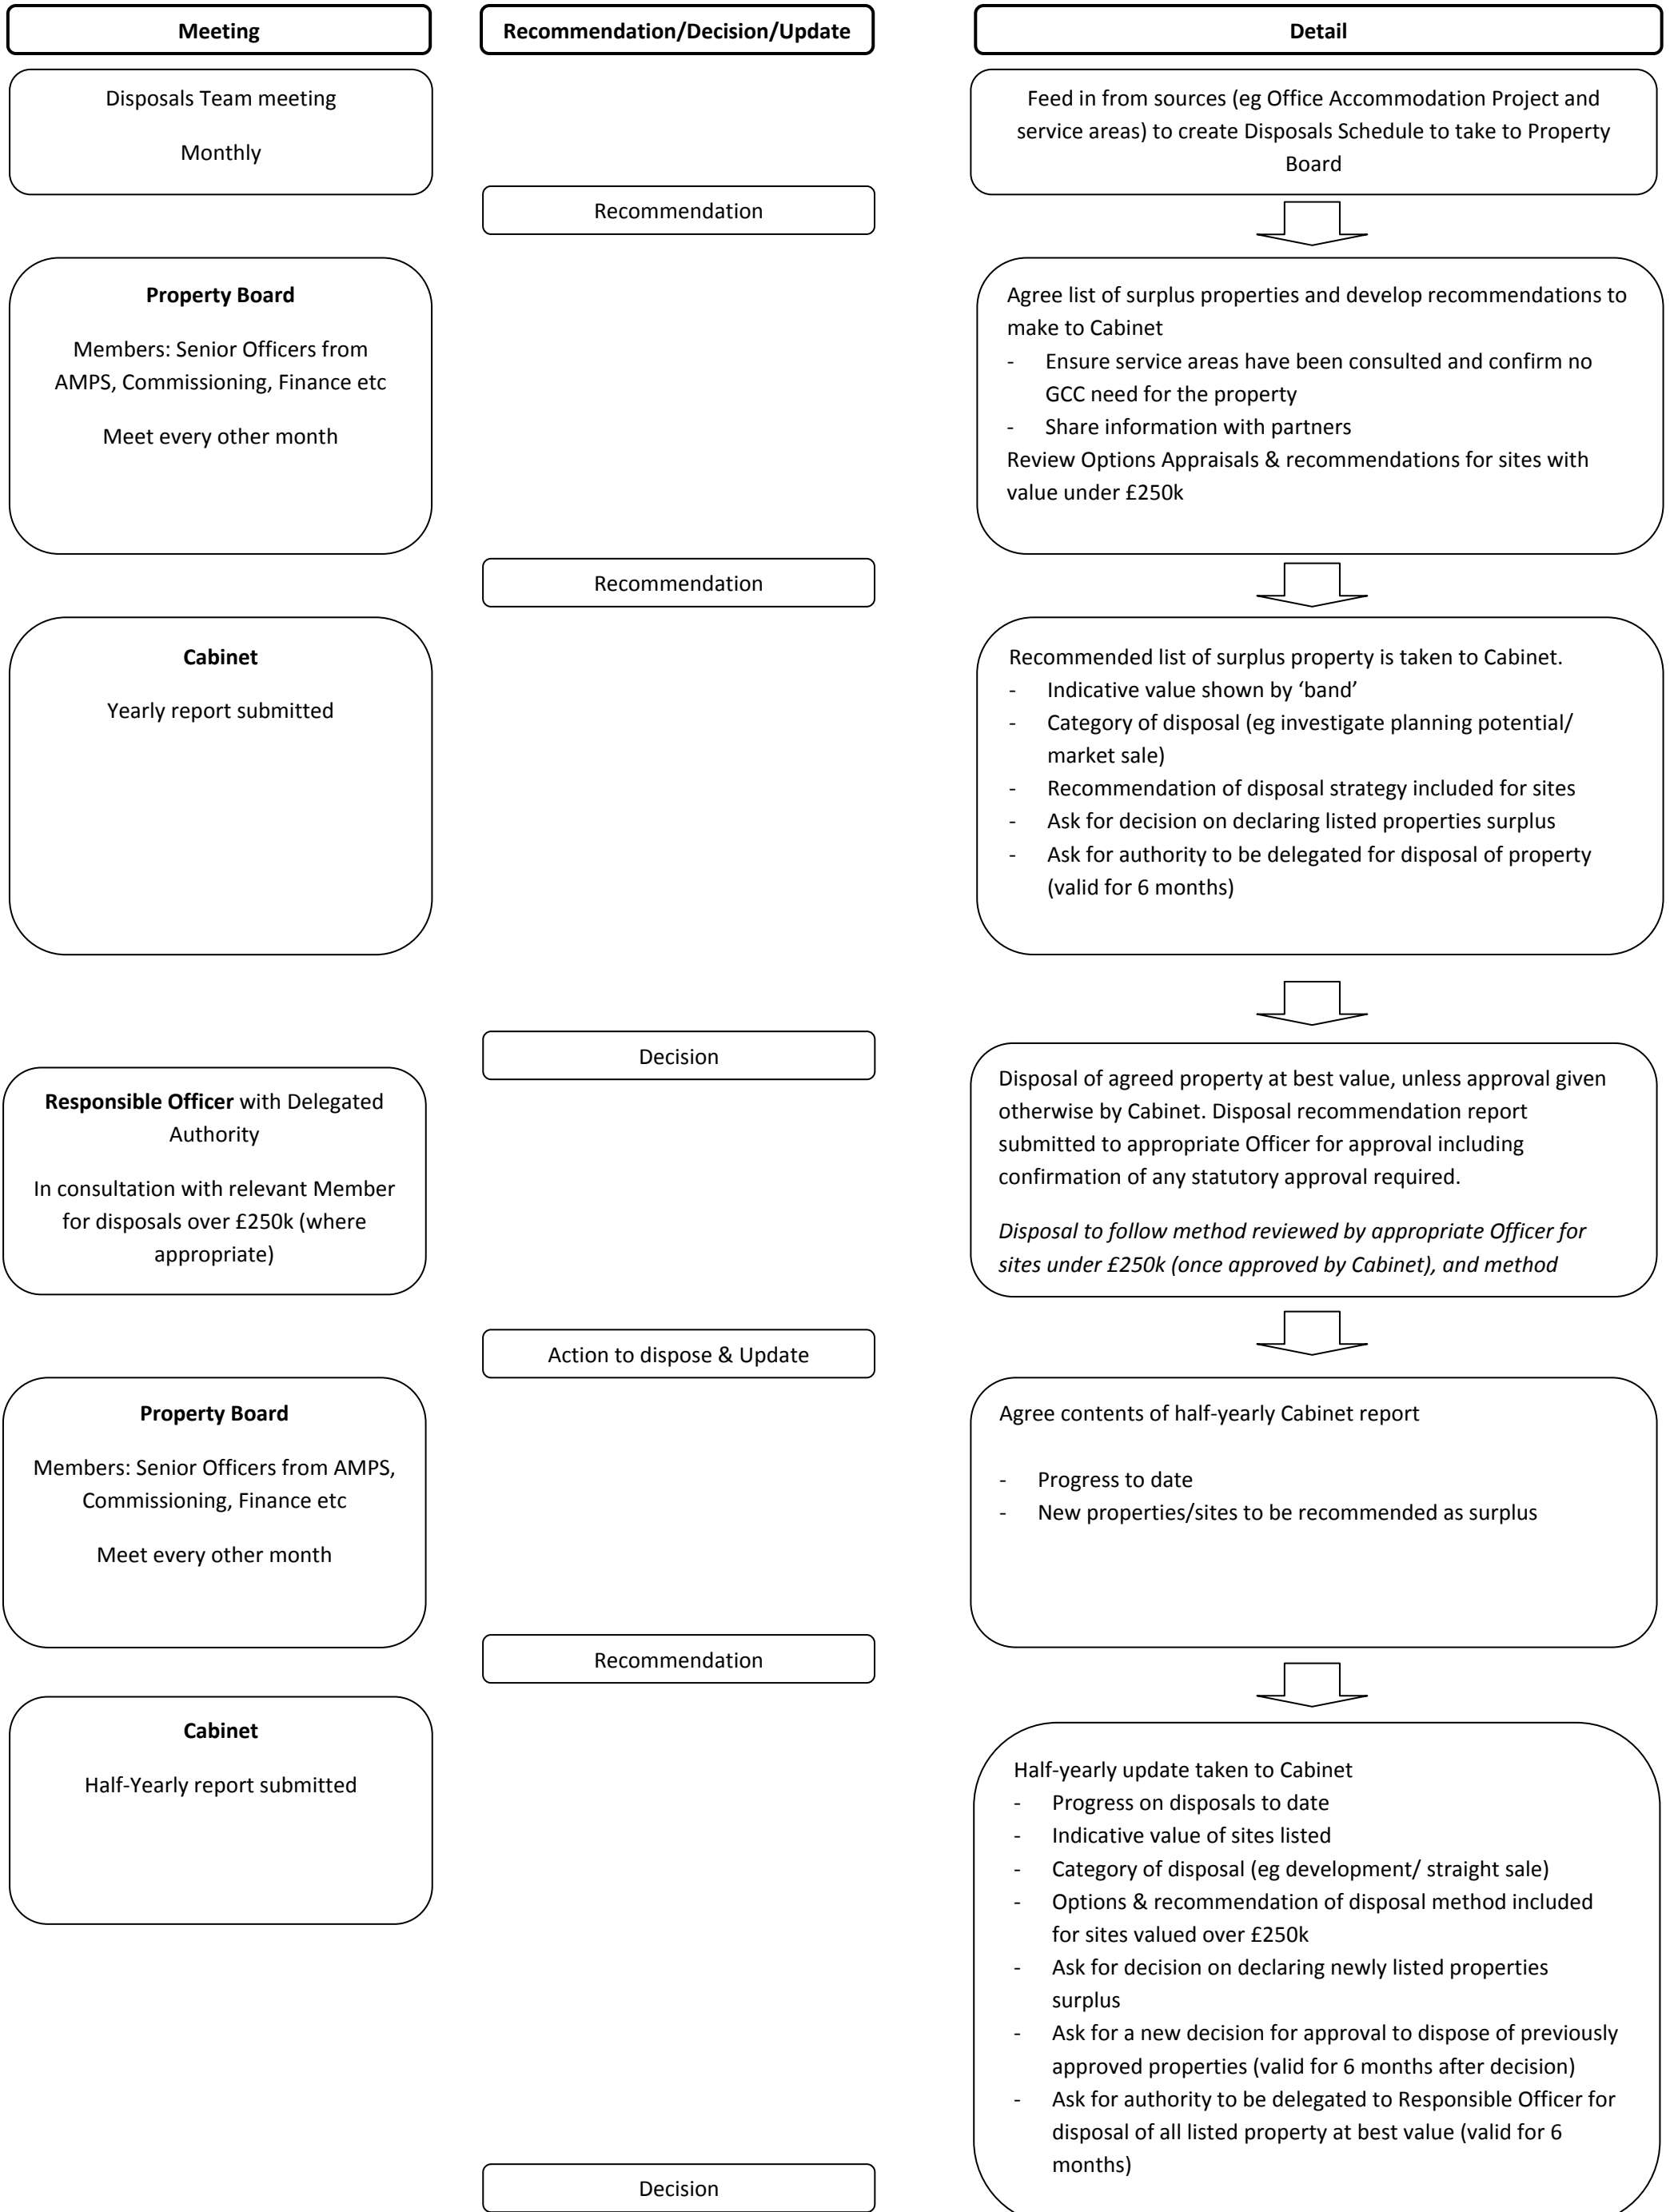 Meeting
Recommendation/Decision/Update
Detail
Disposals Team meeting
Monthly
Feed in from sources (eg Office Accommodation Project and
service areas) to create Disposals Schedule to take to Property
Board
Recommendation
Property Board
Members: Senior Officers from
AMPS, Commissioning, Finance etc
Meet every other month
Agree list of surplus properties and develop recommendations to
make to Cabinet
- Ensure service areas have been consulted and confirm no
GCC need for the property
- Share information with partners
Review Options Appraisals & recommendations for sites with
value under £250k
Recommendation
Cabinet
Yearly report submitted
Recommended list of surplus property is taken to Cabinet.
- Indicative value shown by ‘band’
- Category of disposal (eg investigate planning potential/
market sale)
- Recommendation of disposal strategy included for sites
- Ask for decision on declaring listed properties surplus
- Ask for authority to be delegated for disposal of property
(valid for 6 months)
Decision
Responsible Officer with Delegated
Authority
In consultation with relevant Member
for disposals over £250k (where
appropriate)
Disposal of agreed property at best value, unless approval given
otherwise by Cabinet. Disposal recommendation report
submitted to appropriate Officer for approval including
confirmation of any statutory approval required.
Disposal to follow method reviewed by appropriate Officer for
sites under £250k (once approved by Cabinet), and method
Action to dispose & Update
Property Board
Members: Senior Officers from AMPS,
Commissioning, Finance etc
Meet every other month
Agree contents of half-yearly Cabinet report
- Progress to date
- New properties/sites to be recommended as surplus
Recommendation
Cabinet
Half-Yearly report submitted
Half-yearly update taken to Cabinet
- Progress on disposals to date
- Indicative value of sites listed
- Category of disposal (eg development/ straight sale)
- Options & recommendation of disposal method included
for sites valued over £250k
- Ask for decision on declaring newly listed properties
surplus
- Ask for a new decision for approval to dispose of previously
approved properties (valid for 6 months after decision)
- Ask for authority to be delegated to Responsible Officer for
disposal of all listed property at best value (valid for 6
months)
Decision